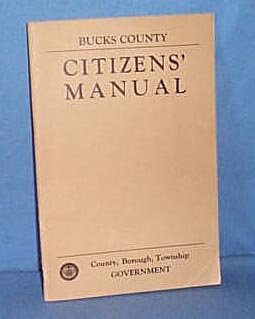 BUCKS COUNTY
CITIZENS'
MANUAL
County, Borough, Township
GOVERNMENT